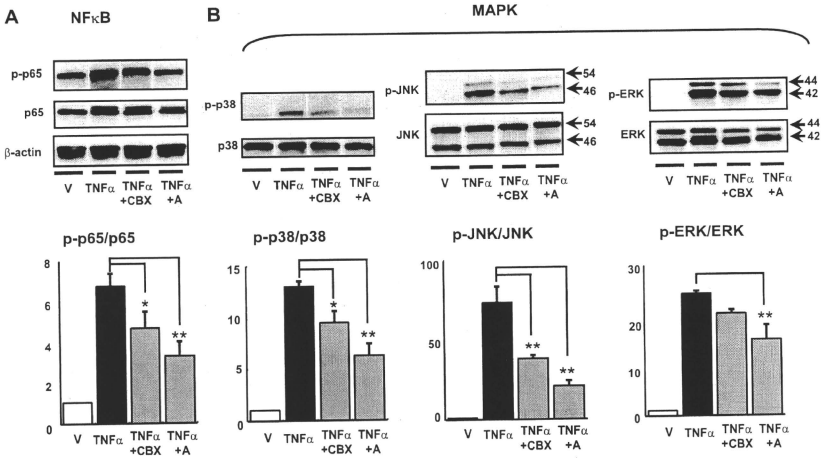 A NFκB B MAPK
p-p65
p65
β-actin
V TNFα TNFα +CBX TNFα +A
p-p38
p38
V TNFα TNFα +CBX TNFα +A
p-JNK 54 46
JNK 54 46
V TNFα TNFα +CBX TNFα +A
p-ERK 44 42
ERK 44 42
V TNFα TNFα +CBX TNFα +A
p-p65/p65
8
6
4
2
0
* **
V TNFα TNFα +CBX TNFα +A
p-p38/p38
15
10
5
0
* **
V TNFα TNFα +CBX TNFα +A
p-JNK/JNK
100
50
0
** **
V TNFα TNFα +CBX TNFα +A
p-ERK/ERK
30
20
10
0
**
V TNFα TNFα +CBX TNFα +A